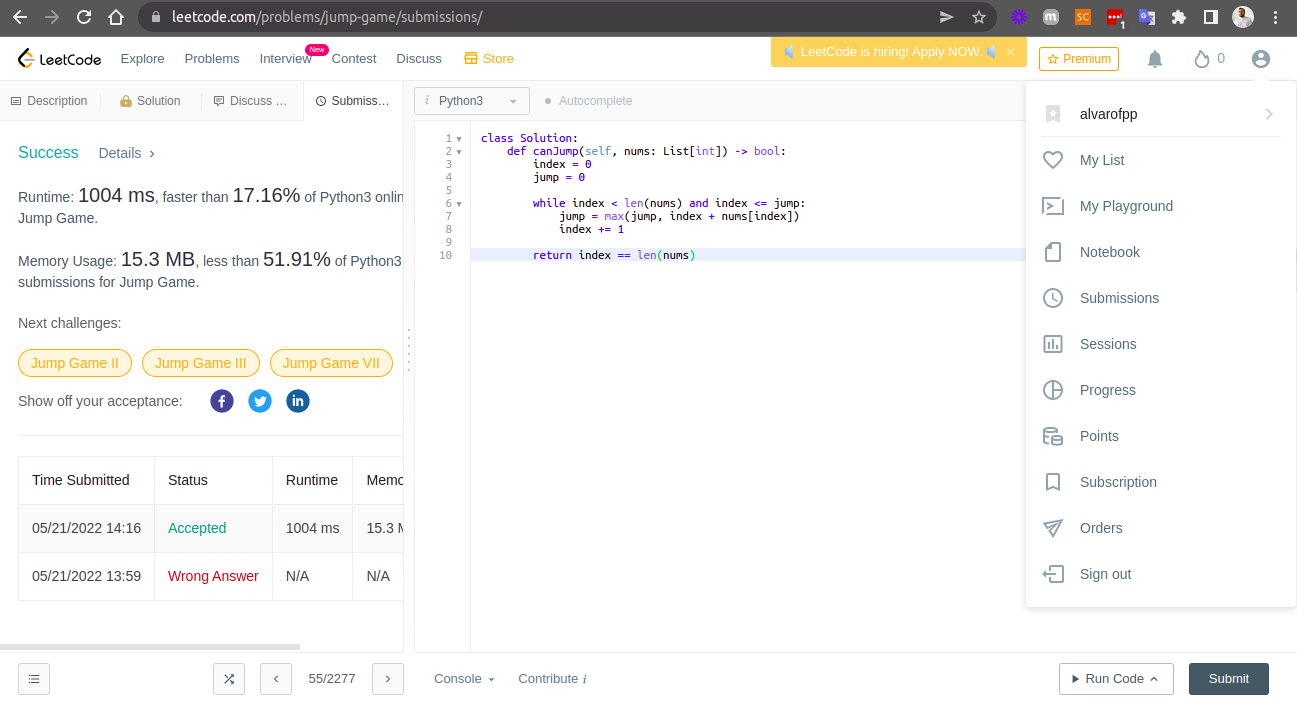 leetcode.com/problems/jump-game/submissions/
m
SC
1
LeetCode
Explore
Problems
Interview
New
Contest
Discuss
Store
LeetCode is hiring! Apply NOW.
Premium
0
Description
Solution
Discuss ...
Submiss...
i Python3
Autocomplete
Success
Details
Runtime: 1004 ms, faster than 17.16% of Python3 onlin
Jump Game.
Memory Usage: 15.3 MB, less than 51.91% of Python3
submissions for Jump Game.
Next challenges:
Jump Game II
Jump Game III
Jump Game VII
Show off your acceptance:
Time Submitted Status Runtime Memo
05/21/2022 14:16 Accepted 1004 ms 15.3 M
05/21/2022 13:59 Wrong Answer N/A N/A
1 class Solution:
2 def canJump(self, nums: List[int]) -> bool:
3 index = 0
4 jump = 0
5
6 while index < len(nums) and index <= jump:
7 jump = max(jump, index + nums[index])
8 index += 1
9
10 return index == len(nums)
alvarofpp
My List
My Playground
Notebook
Submissions
Sessions
Progress
Points
Subscription
Orders
Sign out
55/2277
Console
Contribute i
Run Code
Submit